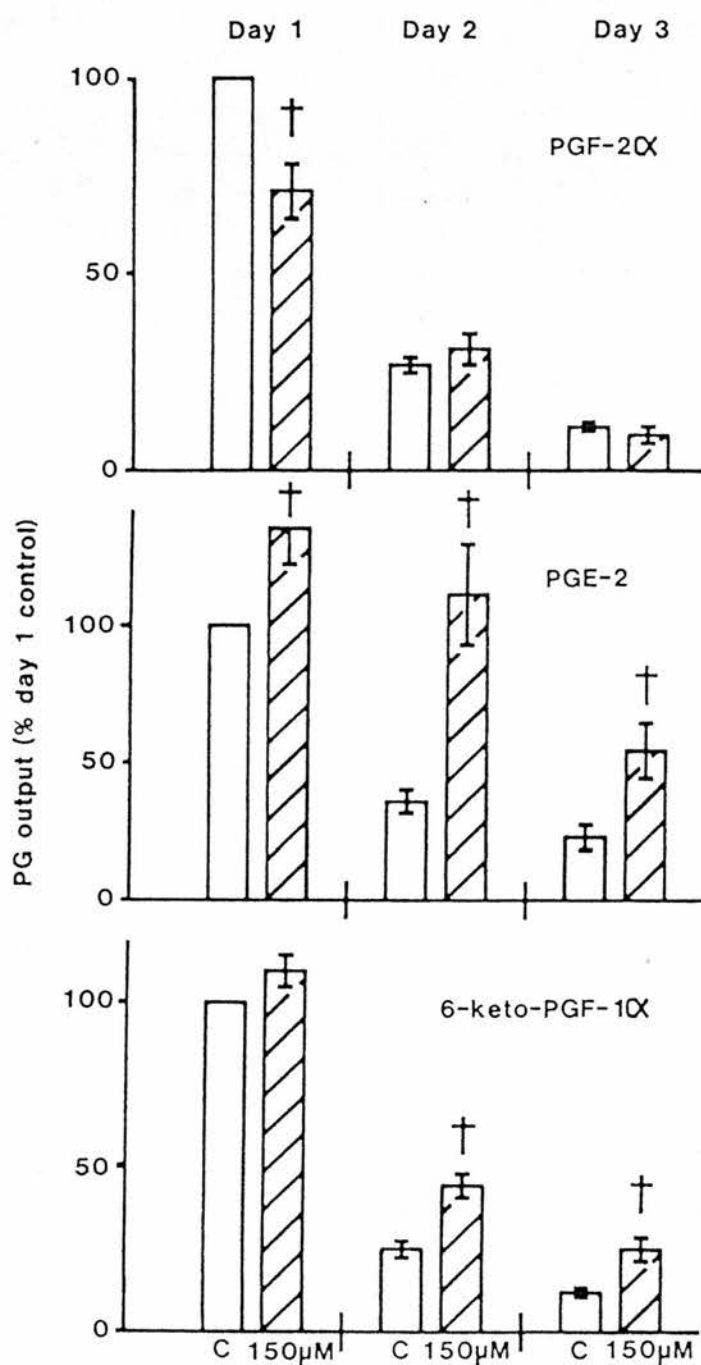 Day 1 Day 2 Day 3
100
†
PGF-2α
50
0
† †
PGE-2
PG output (% day 1 control)
100
†
50
0
100
6-keto-PGF-1α
†
50
†
0
C 150μM C 150μM C 150μM